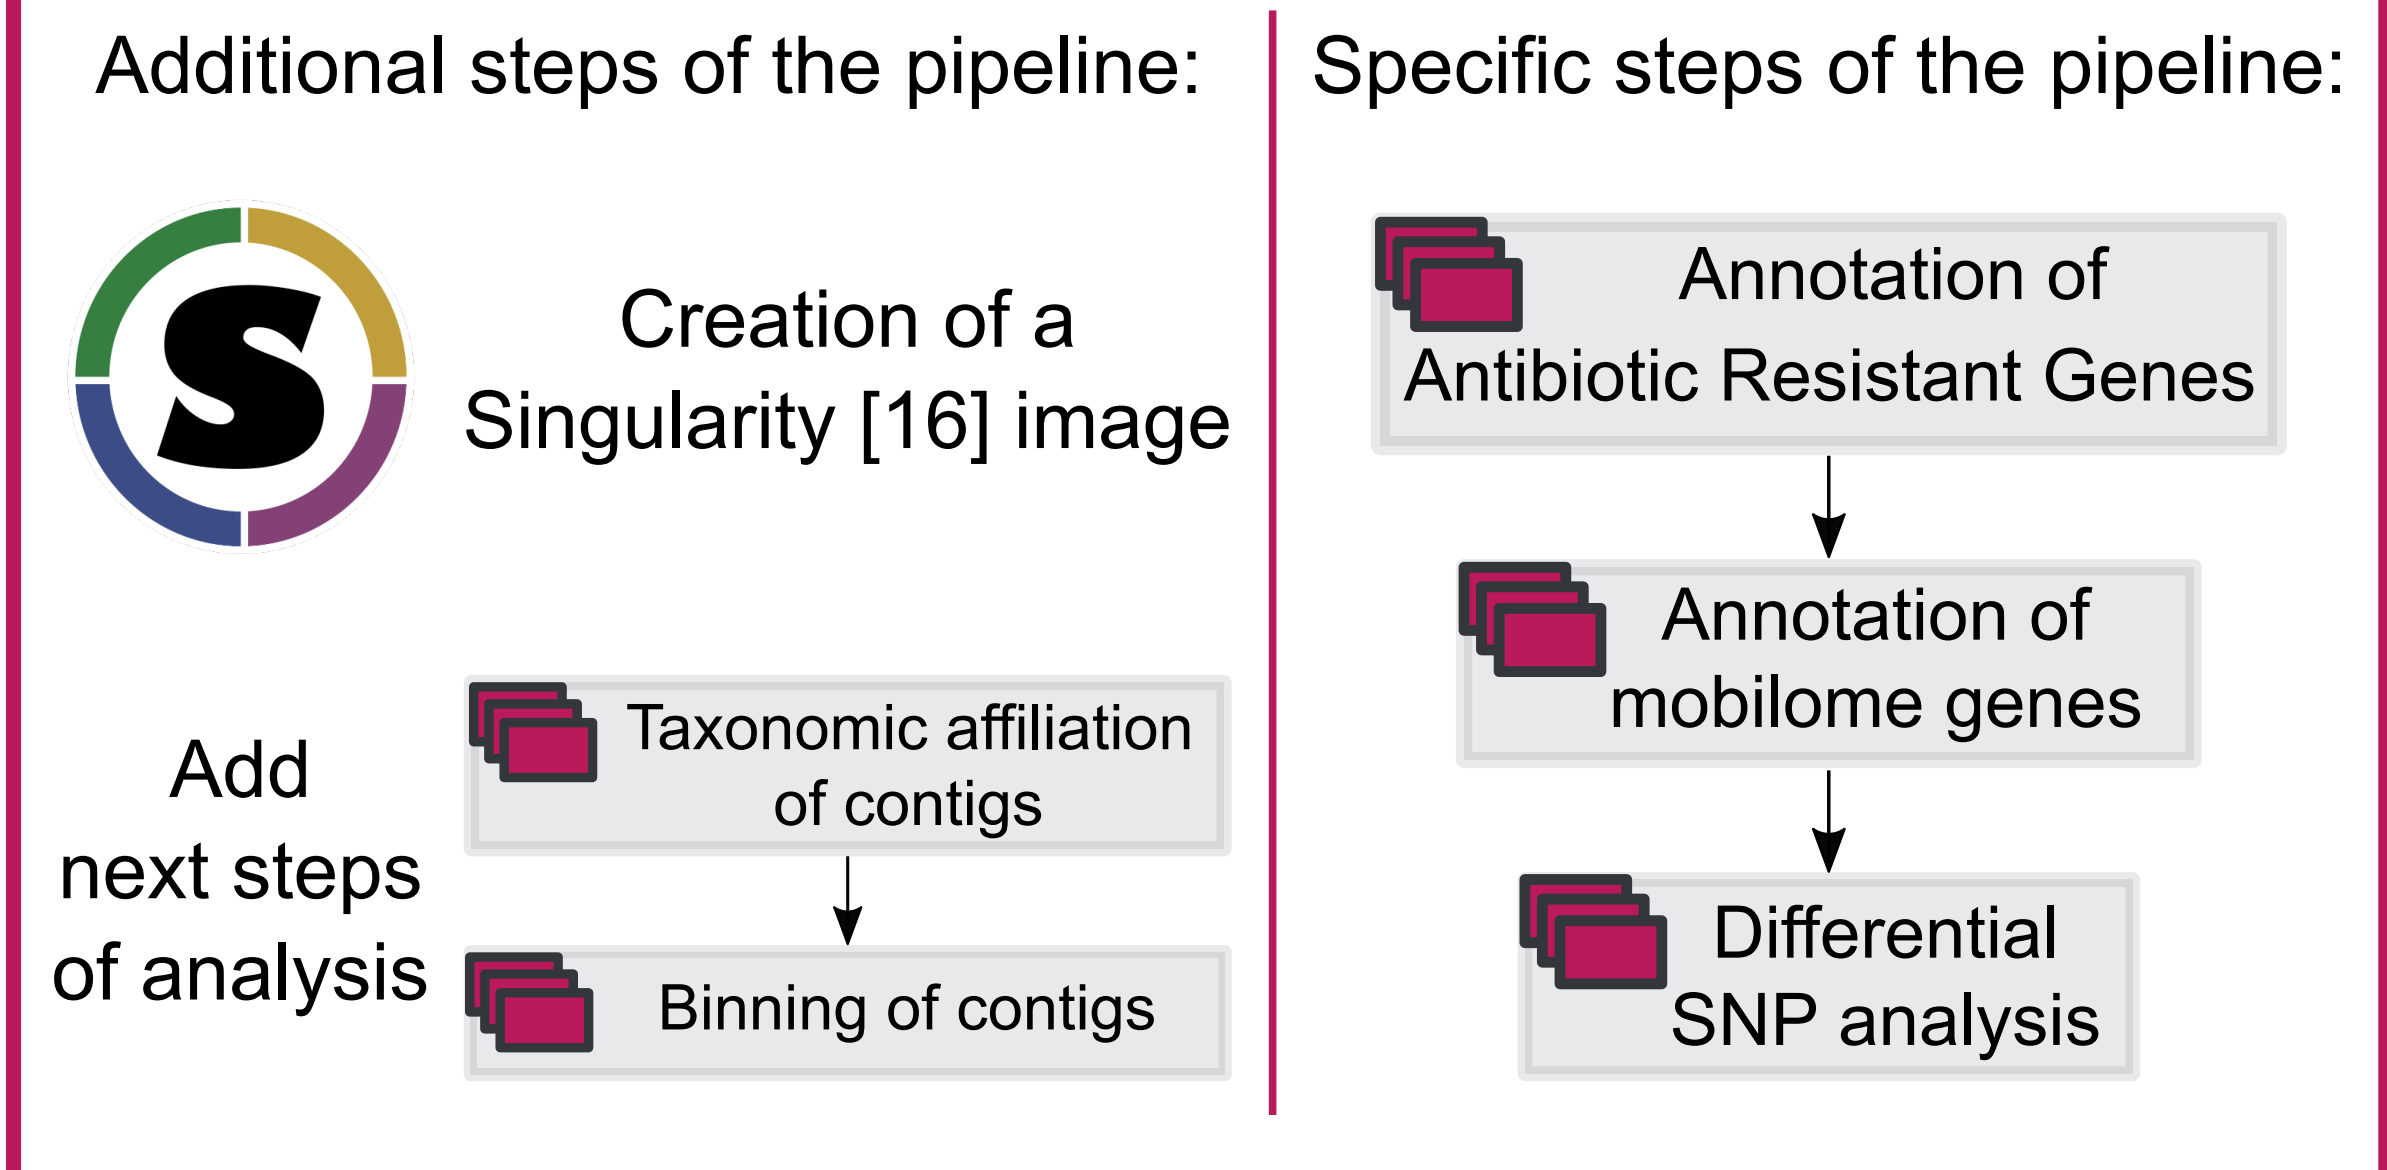 Additional steps of the pipeline:
S
Creation of a
Singularity [16] image
Add
next steps
of analysis
Taxonomic affiliation
of contigs
Binning of contigs
Specific steps of the pipeline:
Annotation of
Antibiotic Resistant Genes
Annotation of
mobilome genes
Differential
SNP analysis